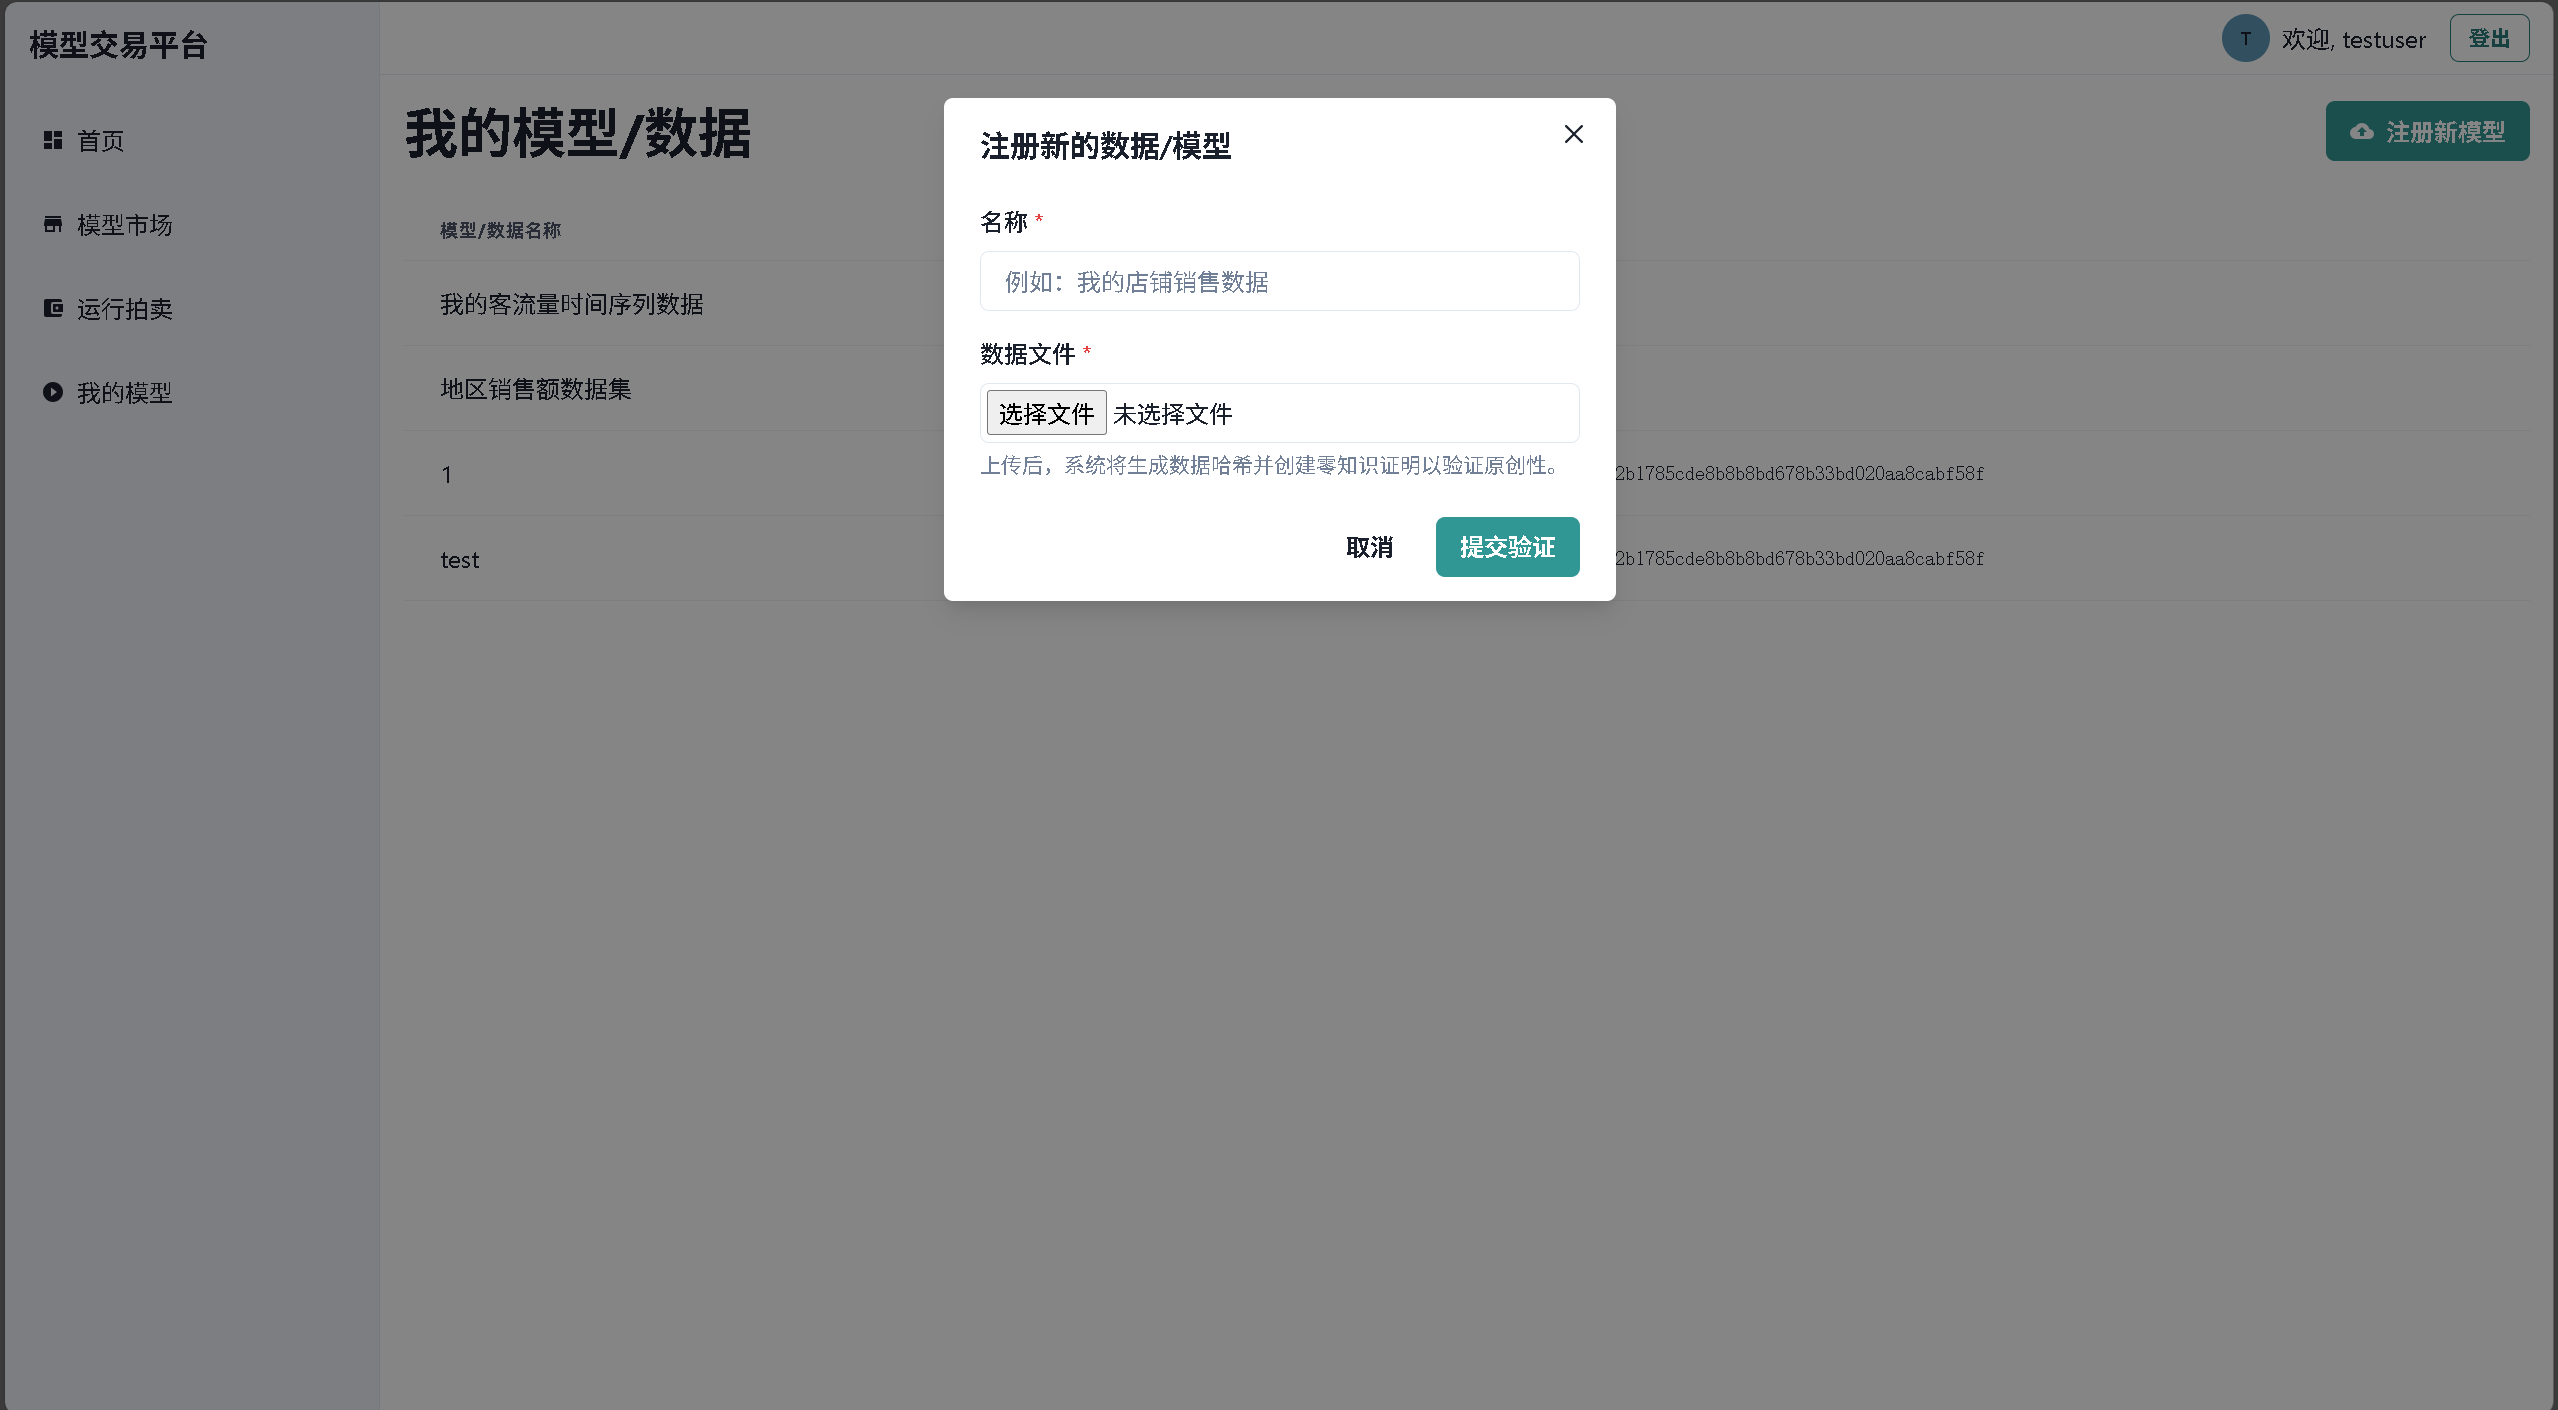 模型交易平台
首页
模型市场
运行拍卖
我的模型
T 欢迎, testuser 登出
我的模型/数据
注册新模型
模型/数据名称
我的客流量时间序列数据
地区销售额数据集
1
2b1785cde8b8b8bd678b33bd020aa8cabf58f
test
2b1785cde8b8b8bd678b33bd020aa8cabf58f
注册新的数据/模型
名称 *
例如：我的店铺销售数据
数据文件 *
选择文件 未选择文件
上传后，系统将生成数据哈希并创建零知识证明以验证原创性。
取消 提交验证